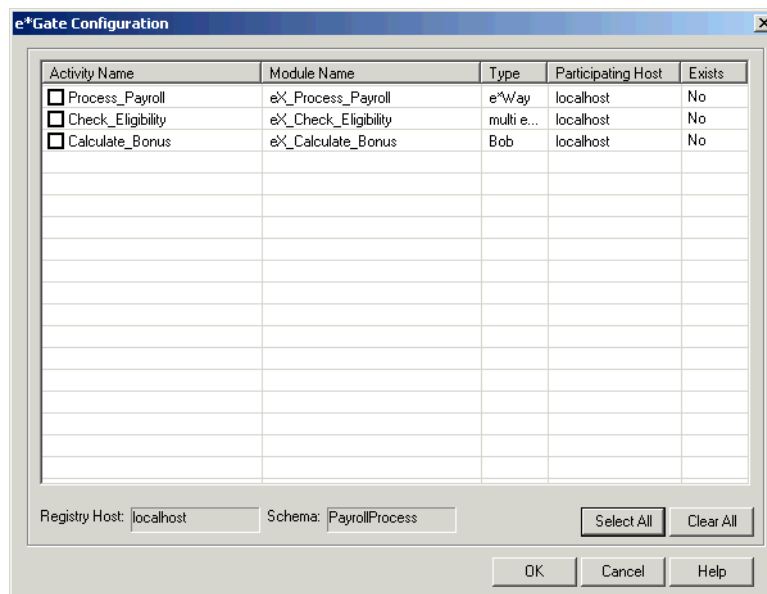 e*Gate Configuration
Activity Name Module Name Type Participating Host Exists
Process_Payroll eX_Process_Payroll e*Way localhost No
Check_Eligibility eX_Check_Eligibility multi e... localhost No
Calculate_Bonus eX_Calculate_Bonus Bob localhost No
Registry Host: localhost Schema: PayrollProcess Select All Clear All
OK Cancel Help